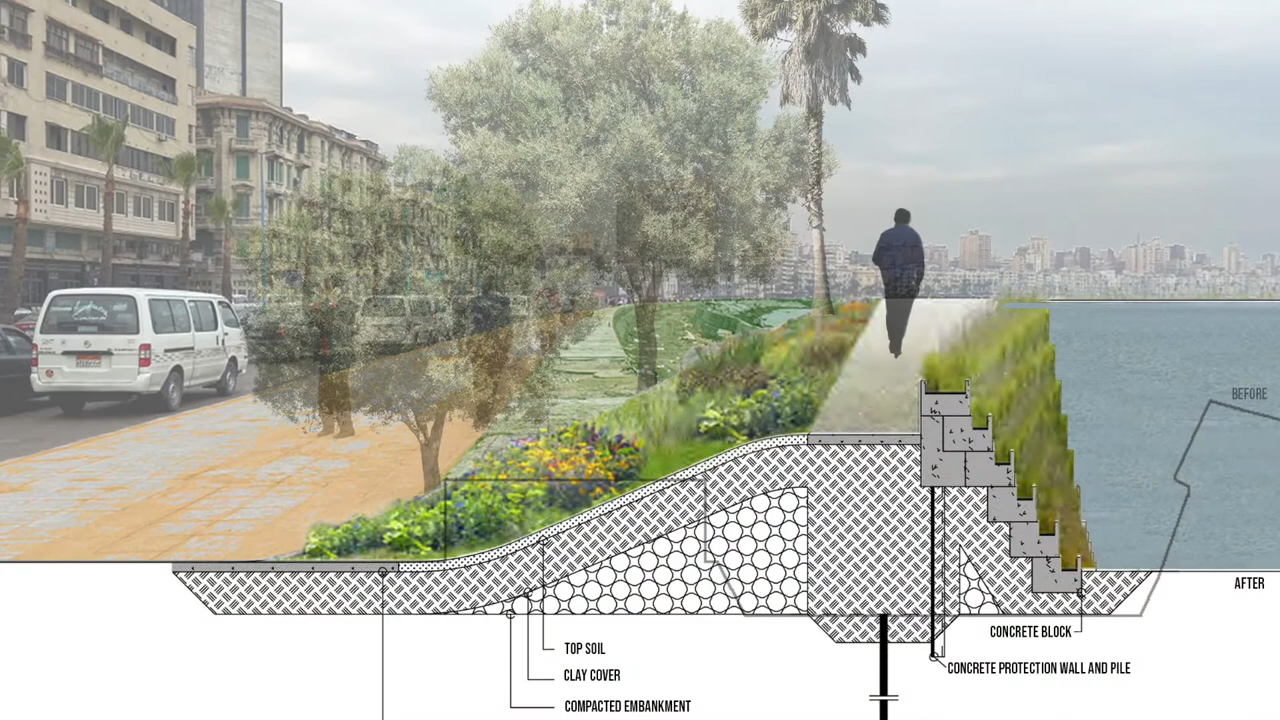 BEFORE
AFTER
CONCRETE BLOCK
TOP SOIL
CONCRETE PROTECTION WALL AND PILE
CLAY COVER
COMPACTED EMBANKMENT